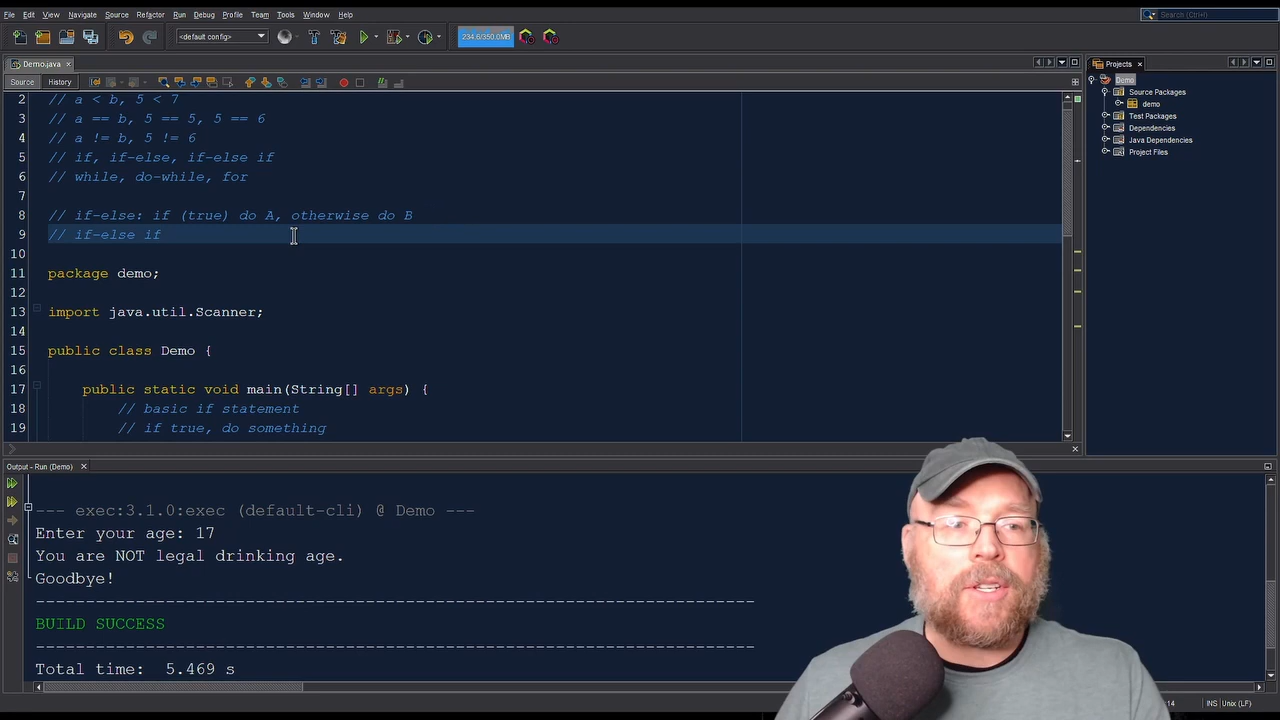 File Edit View Navigate Source Refactor Run Debug Profile Team Tools Window Help
Search (Ctrl+I)
<default config>
234.6/350.0MB
Demo.java
Projects
Source History
Demo
Source Packages
demo
Test Packages
Dependencies
Java Dependencies
Project Files
2 // a < b, 5 < 7
3 // a == b, 5 == 5, 5 == 6
4 // a != b, 5 != 6
5 // if, if-else, if-else if
6 // while, do-while, for
7
8 // if-else: if (true) do A, otherwise do B
9 // if-else if
10
11 package demo;
12
13 import java.util.Scanner;
14
15 public class Demo {
16
17 public static void main(String[] args) {
18 // basic if statement
19 // if true, do something
Output - Run (Demo)
--- exec:3.1.0:exec (default-cli) @ Demo ---
Enter your age: 17
You are NOT legal drinking age.
Goodbye!
------------------------------------------------------------------------
BUILD SUCCESS
------------------------------------------------------------------------
Total time:  5.469 s
INS Unix (LF)